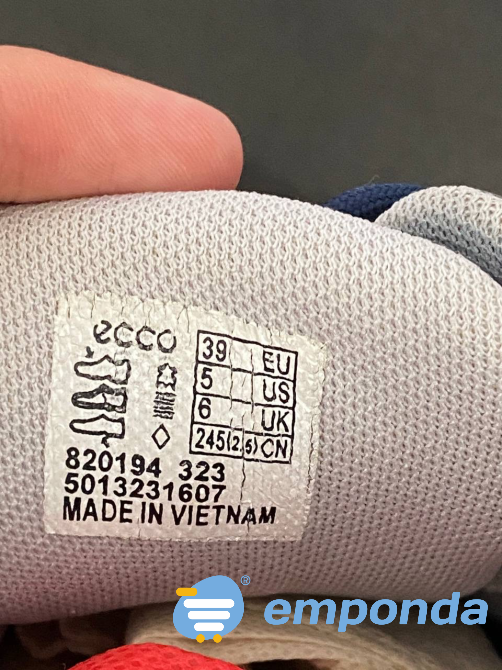 ecco
39 EU
5 US
6 UK
245(2.5) CN
820194 323
5013231607
MADE IN VIETNAM
emponda